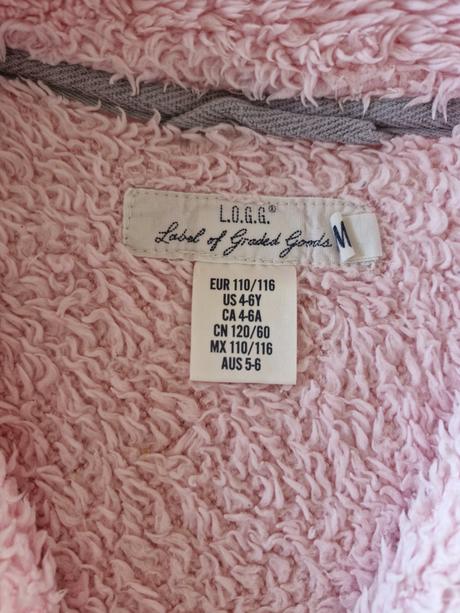 L.O.G.G.®
Label of Graded Goods
M
EUR 110/116
US 4-6Y
CA 4-6A
CN 120/60
MX 110/116
AUS 5-6